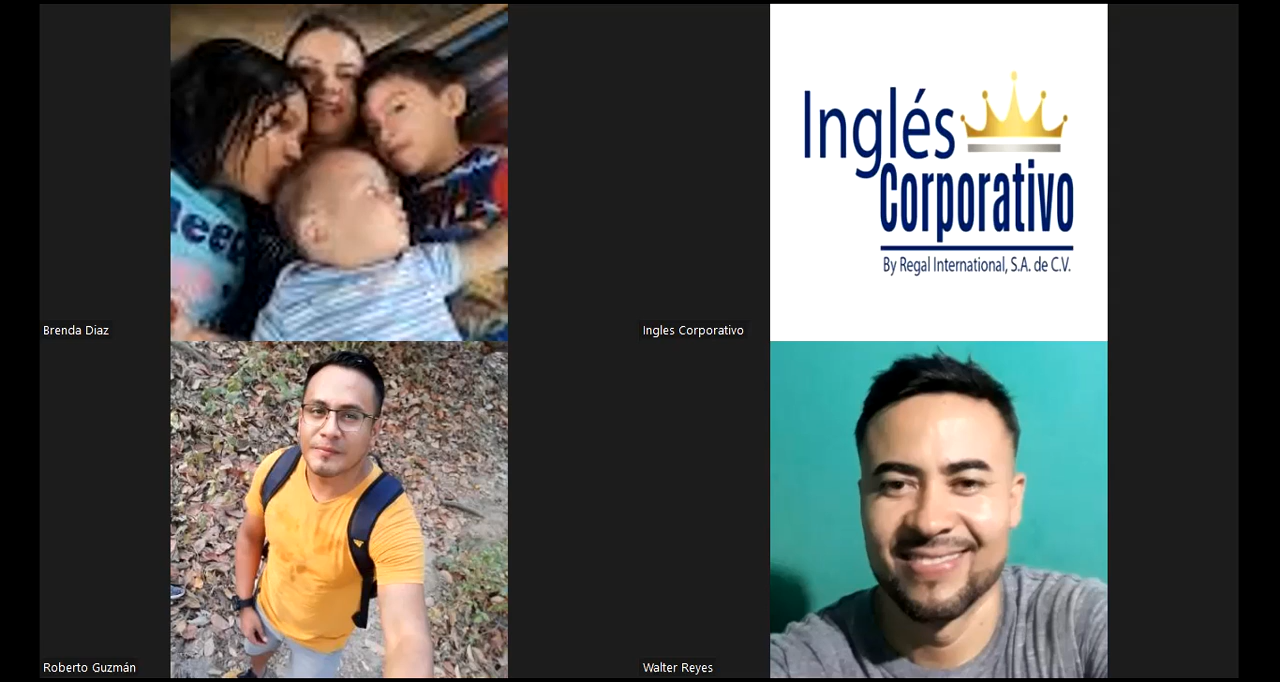 Inglés
Corporativo
By Regal International, S.A. de C.V.
Brenda Diaz
Ingles Corporativo
Roberto Guzmán
Walter Reyes